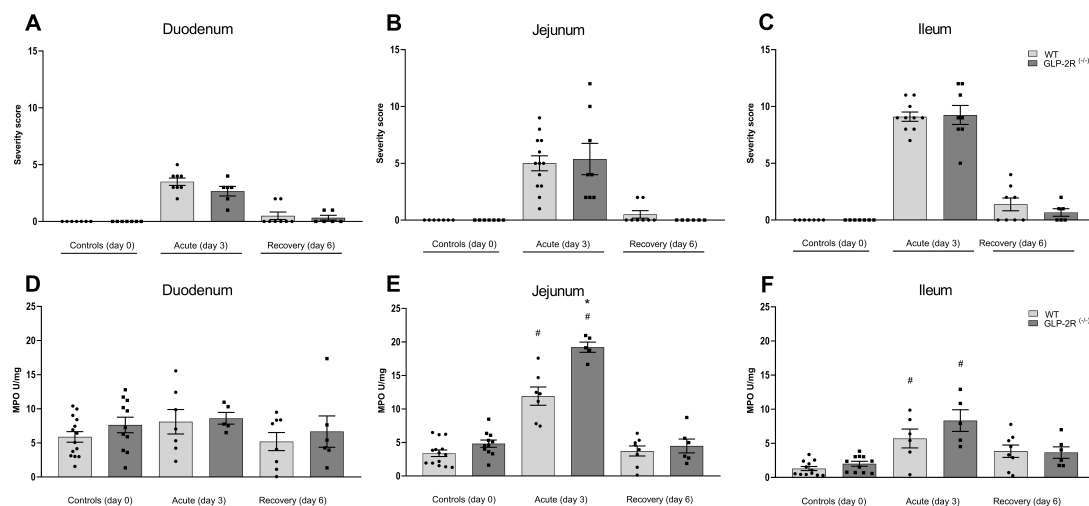 A
Duodenum
15
10
5
0
Severity score
Controls (day 0)
Acute (day 3)
Recovery (day 6)
B
Jejunum
15
10
5
0
Severity score
Controls (day 0)
Acute (day 3)
Recovery (day 6)
C
Ileum
15
10
5
0
Severity score
WT
GLP-2R (-/-)
Controls (day 0)
Acute (day 3)
Recovery (day 6)
D
Duodenum
25
20
15
10
5
0
MPO U/mg
Controls (day 0)
Acute (day 3)
Recovery (day 6)
E
Jejunum
25
20
15
10
5
0
MPO U/mg
#
*
#
Controls (day 0)
Acute (day 3)
Recovery (day 6)
F
Ileum
25
20
15
10
5
0
MPO U/mg
WT
GLP-2R (-/-)
#
#
Controls (day 0)
Acute (day 3)
Recovery (day 6)